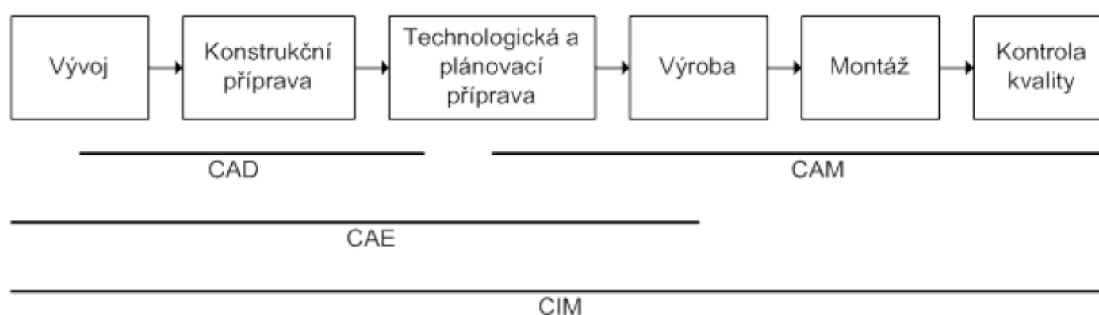 Vývoj
Konstrukční
příprava
Technologická a
plánovací
příprava
Výroba
Montáž
Kontrola
kvality
CAD
CAM
CAE
CIM